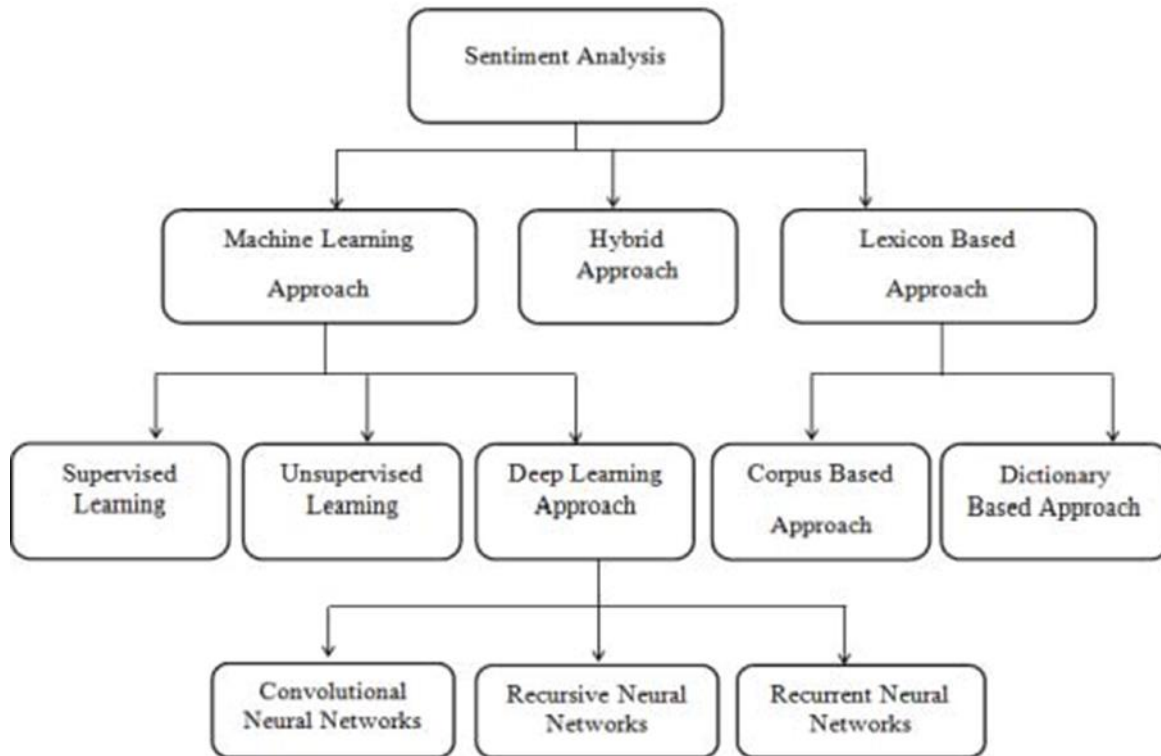 Sentiment Analysis
Machine Learning
Approach
Hybrid
Approach
Lexicon Based
Approach
Supervised
Learning
Unsupervised
Learning
Deep Learning
Approach
Corpus Based
Approach
Dictionary
Based Approach
Convolutional
Neural Networks
Recursive Neural
Networks
Recurrent Neural
Networks